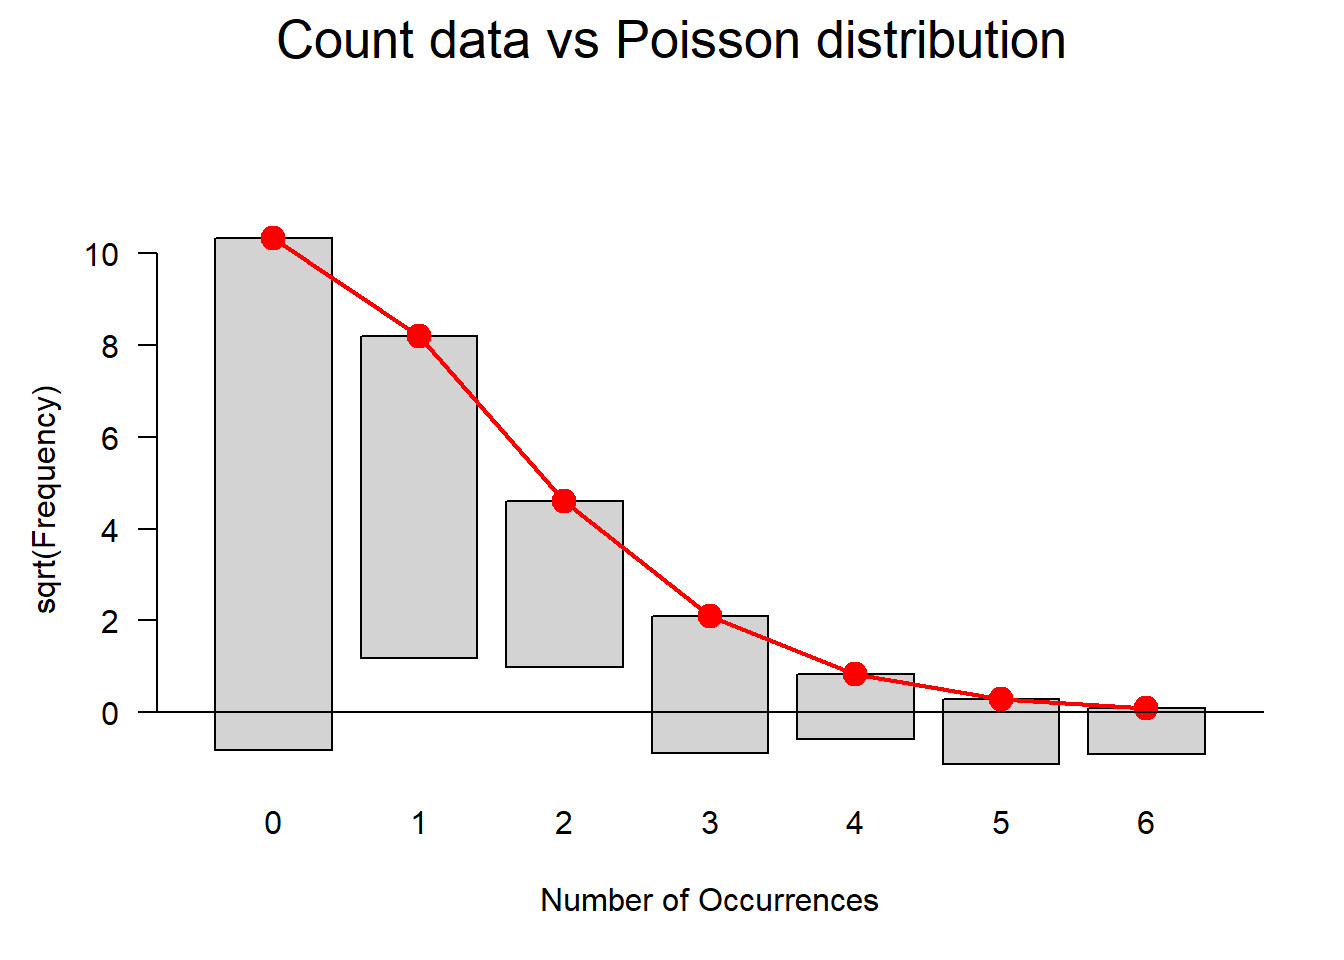 Count data vs Poisson distribution
10
8
6
4
2
0
sqrt(Frequency)
0 1 2 3 4 5 6
Number of Occurrences